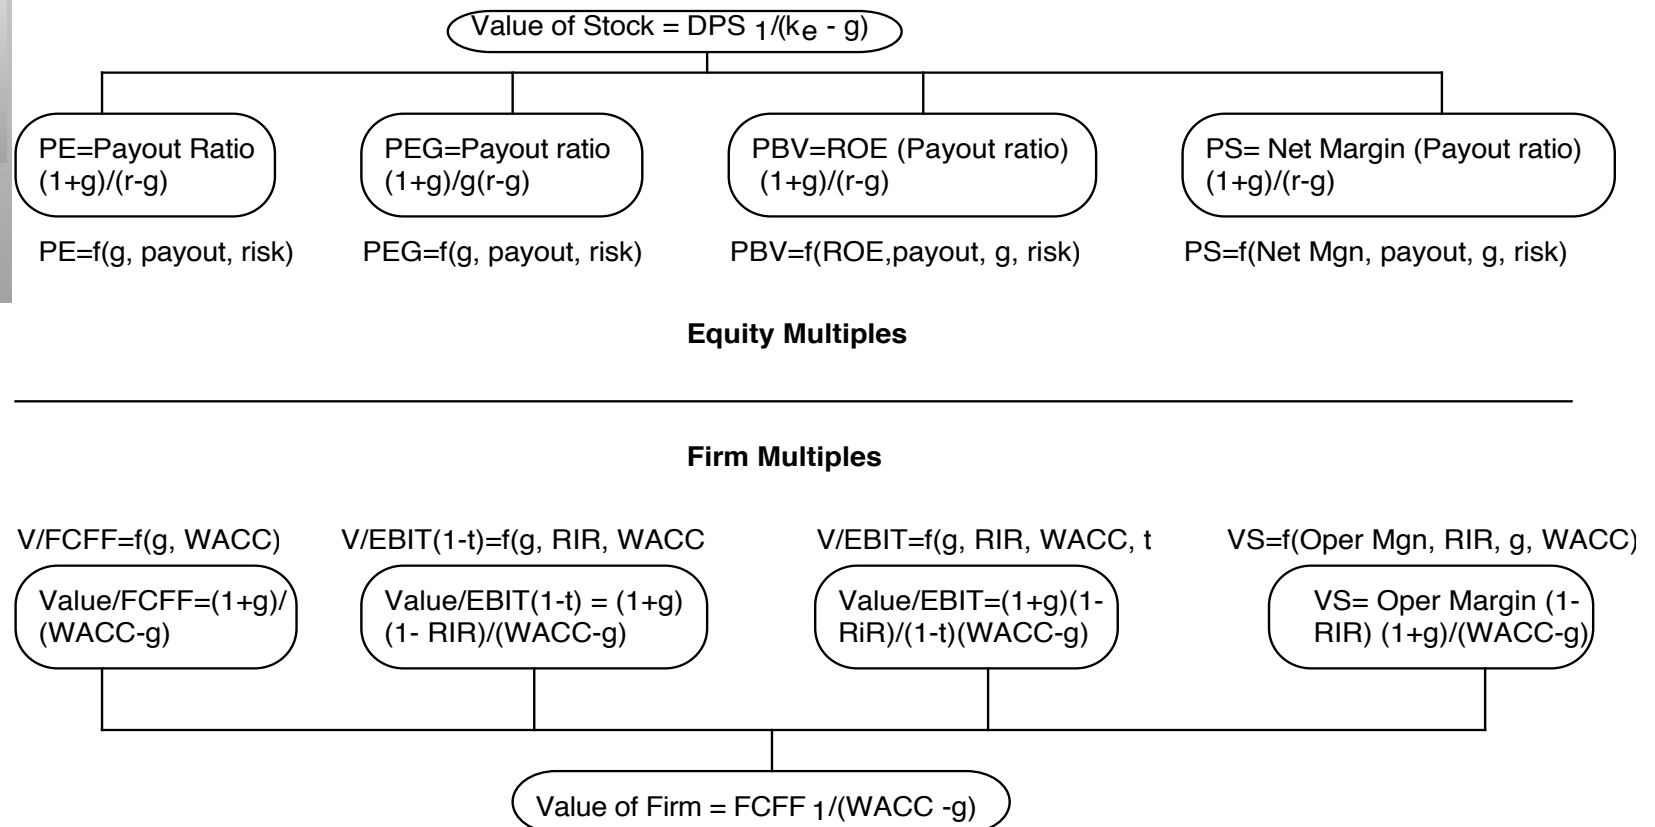 Value of Stock = DPS 1/(ke - g)
PE=Payout Ratio
(1+g)/(r-g)
PEG=Payout ratio
(1+g)/g(r-g)
PBV=ROE (Payout ratio)
(1+g)/(r-g)
PS= Net Margin (Payout ratio)
(1+g)/(r-g)
PE=f(g, payout, risk)
PEG=f(g, payout, risk)
PBV=f(ROE,payout, g, risk)
PS=f(Net Mgn, payout, g, risk)
Equity Multiples
Firm Multiples
V/FCFF=f(g, WACC)
V/EBIT(1-t)=f(g, RIR, WACC
V/EBIT=f(g, RIR, WACC, t
VS=f(Oper Mgn, RIR, g, WACC)
Value/FCFF=(1+g)/
(WACC-g)
Value/EBIT(1-t) = (1+g)
(1- RIR)/(WACC-g)
Value/EBIT=(1+g)(1-
RiR)/(1-t)(WACC-g)
VS= Oper Margin (1-
RIR) (1+g)/(WACC-g)
Value of Firm = FCFF 1/(WACC -g)